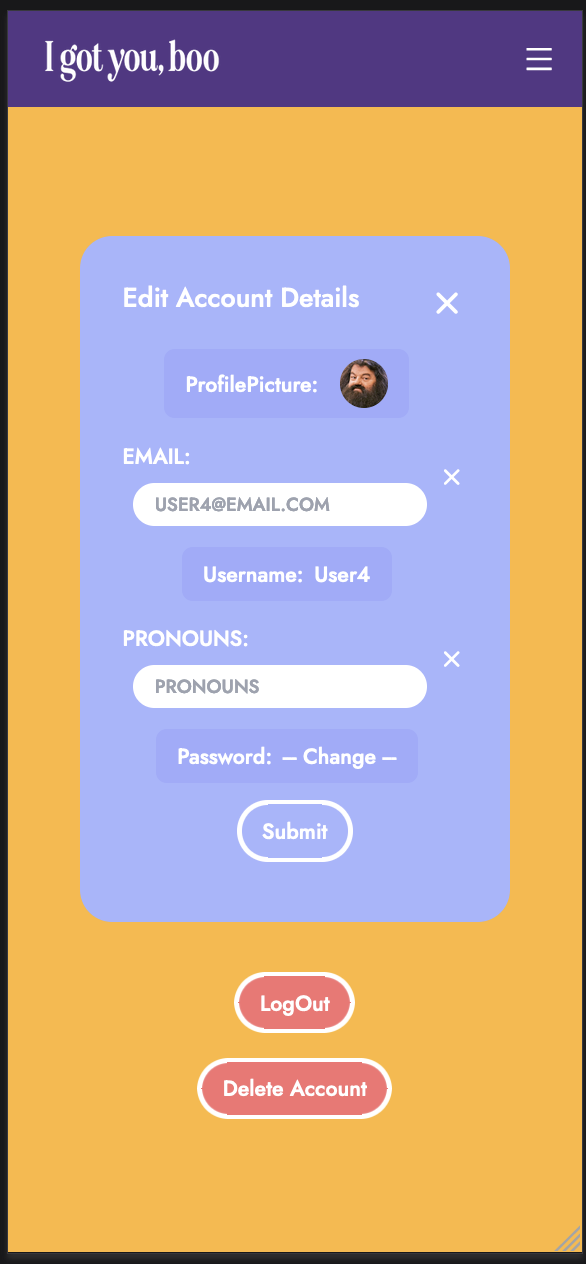 I got you, boo
Edit Account Details
ProfilePicture:
EMAIL:
USER4@EMAIL.COM
Username: User4
PRONOUNS:
PRONOUNS
Password: – Change –
Submit
LogOut
Delete Account